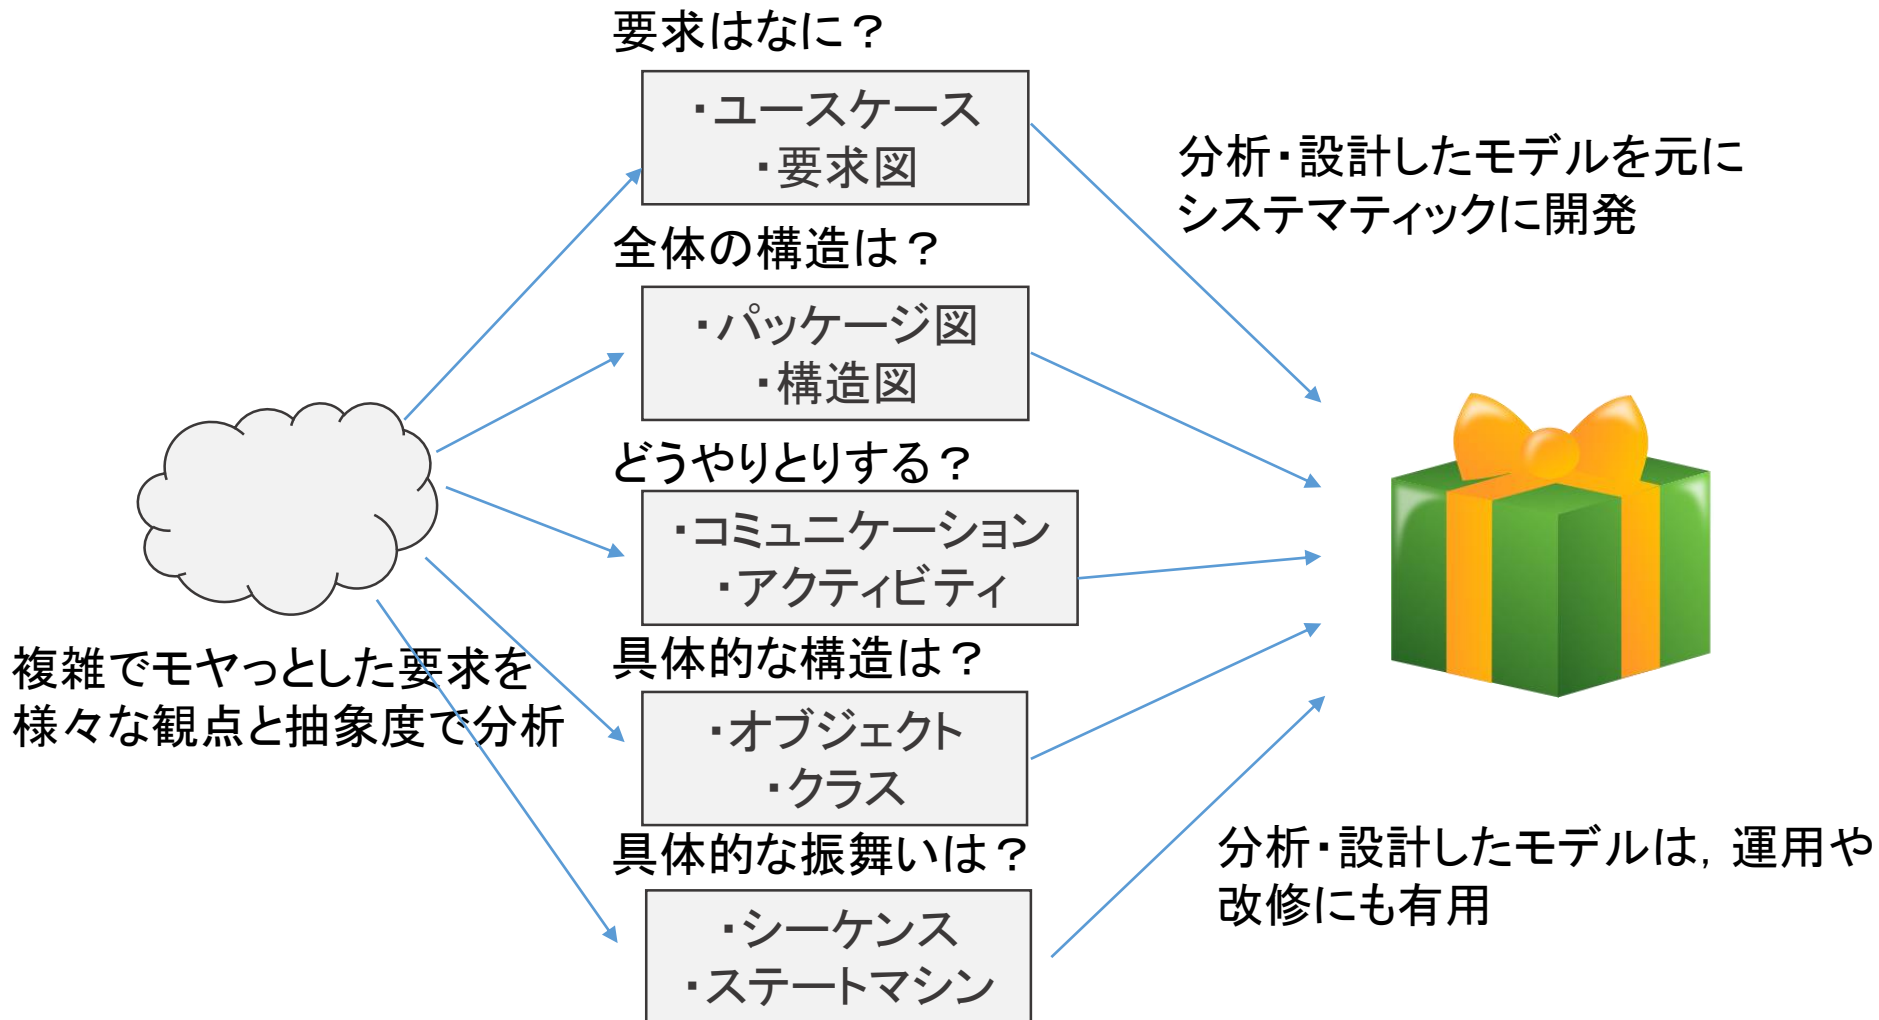 要求はなに？
・ユースケース
・要求図
全体の構造は？
・パッケージ図
・構造図
どうやりとりする？
・コミュニケーション
・アクティビティ
具体的な構造は？
・オブジェクト
・クラス
具体的な振舞いは？
・シーケンス
・ステートマシン
複雑でモヤっとした要求を
様々な観点と抽象度で分析
分析・設計したモデルを元に
システマティックに開発
分析・設計したモデルは，運用や
改修にも有用